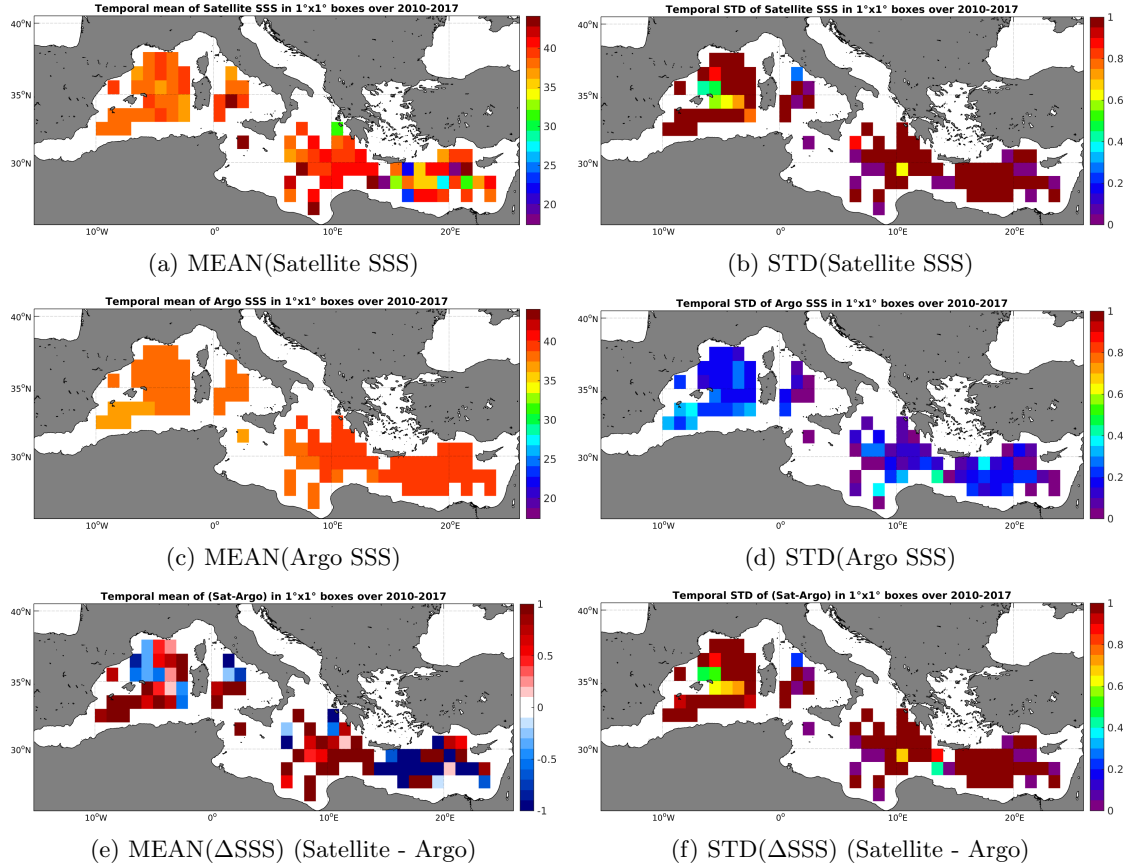 Temporal mean of Satellite SSS in 1°x1° boxes over 2010-2017
40°N
35°N
30°N
10°W
0°
10°E
20°E
40
35
30
25
20
(a) MEAN(Satellite SSS)
Temporal STD of Satellite SSS in 1°x1° boxes over 2010-2017
40°N
35°N
30°N
10°W
0°
10°E
20°E
1
0.8
0.6
0.4
0.2
0
(b) STD(Satellite SSS)
Temporal mean of Argo SSS in 1°x1° boxes over 2010-2017
40°N
35°N
30°N
10°W
0°
10°E
20°E
40
35
30
25
20
(c) MEAN(Argo SSS)
Temporal STD of Argo SSS in 1°x1° boxes over 2010-2017
40°N
35°N
30°N
10°W
0°
10°E
20°E
1
0.8
0.6
0.4
0.2
0
(d) STD(Argo SSS)
Temporal mean of (Sat-Argo) in 1°x1° boxes over 2010-2017
40°N
35°N
30°N
10°W
0°
10°E
20°E
1
0.5
0
-0.5
-1
(e) MEAN(ΔSSS) (Satellite - Argo)
Temporal STD of (Sat-Argo) in 1°x1° boxes over 2010-2017
40°N
35°N
30°N
10°W
0°
10°E
20°E
1
0.8
0.6
0.4
0.2
0
(f) STD(ΔSSS) (Satellite - Argo)